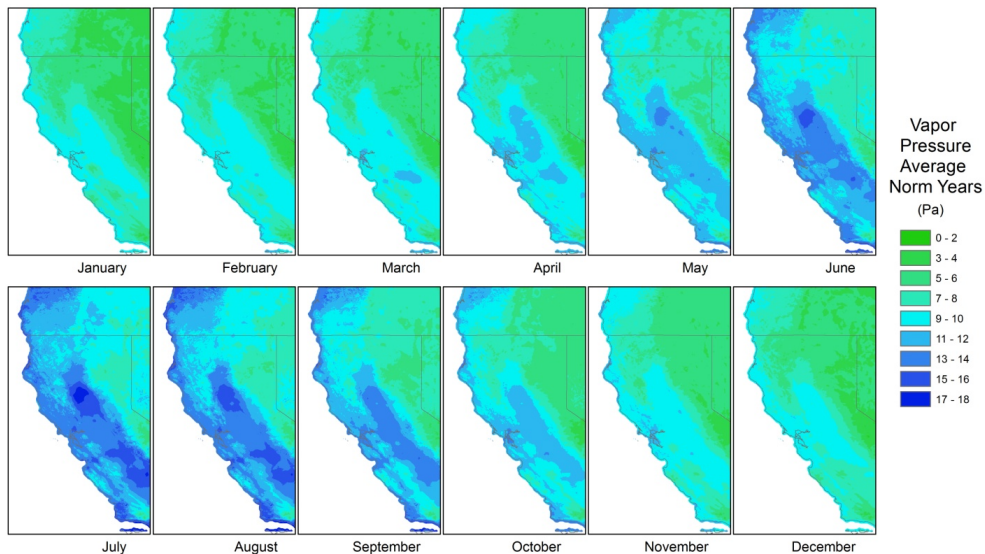 January
February
March
April
May
June
July
August
September
October
November
December
Vapor
Pressure
Average
Norm Years
(Pa)
0 - 2
3 - 4
5 - 6
7 - 8
9 - 10
11 - 12
13 - 14
15 - 16
17 - 18